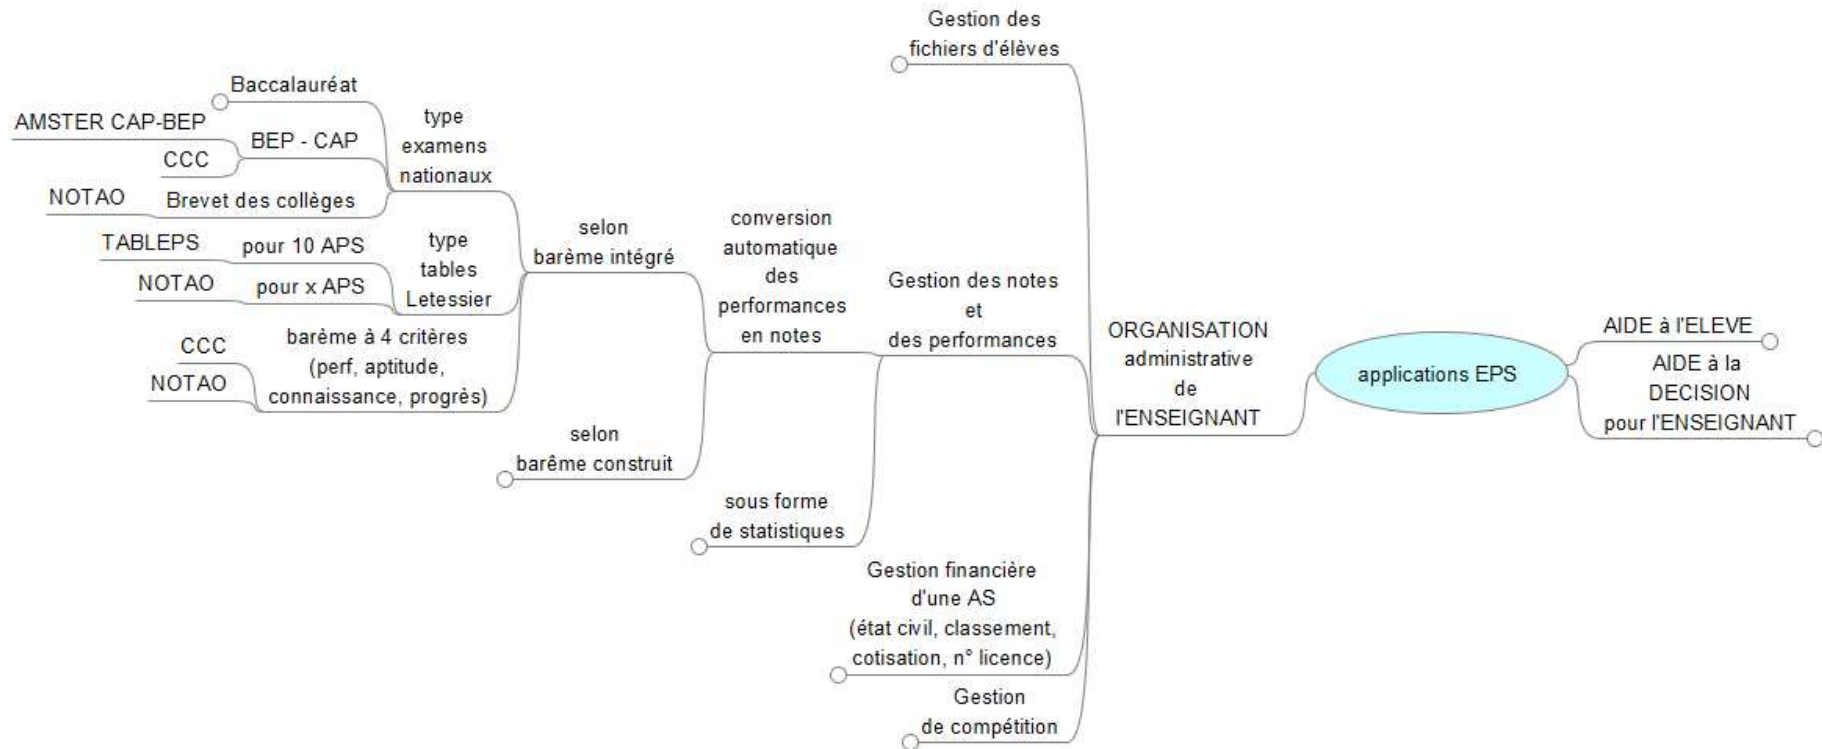 Gestion des
fichiers d'élèves
Baccalauréat
AMSTER CAP-BEP
BEP - CAP
CCC
NOTAO
Brevet des collèges
type
examens
nationaux
TABLEPS
pour 10 APS
NOTAO
pour x APS
type
tables
Letessier
CCC
NOTAO
barème à 4 critères
(perf, aptitude,
connaissance, progrès)
selon
barème intégré
selon
barême construit
conversion
automatique
des
performances
en notes
sous forme
de statistiques
Gestion des notes
et
des performances
Gestion financière
d'une AS
(état civil, classement,
cotisation, n° licence)
Gestion
de compétition
ORGANISATION
administrative
de
l'ENSEIGNANT
applications EPS
AIDE à l'ELEVE
AIDE à la
DECISION
pour l'ENSEIGNANT